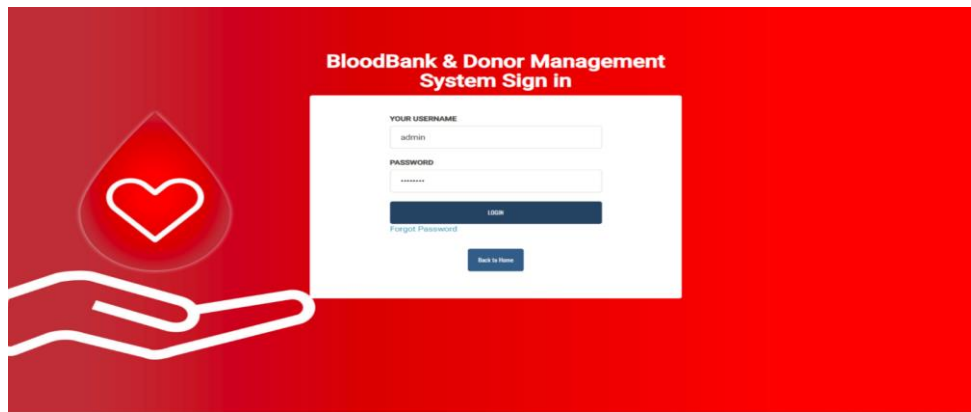 BloodBank & Donor Management
System Sign in
YOUR USERNAME
admin
PASSWORD
••••••••
LOGIN
Forgot Password
Back to Home